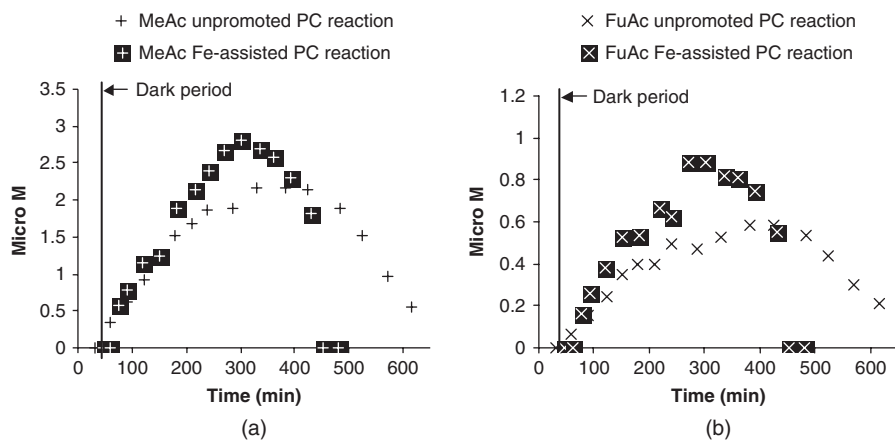 MeAc unpromoted PC reaction
MeAc Fe-assisted PC reaction
3.5
3
2.5
2
1.5
1
0.5
0
Micro M
Dark period
0 100 200 300 400 500 600
Time (min)
(a)
FuAc unpromoted PC reaction
FuAc Fe-assisted PC reaction
1.2
1
0.8
0.6
0.4
0.2
0
Micro M
Dark period
0 100 200 300 400 500 600
Time (min)
(b)